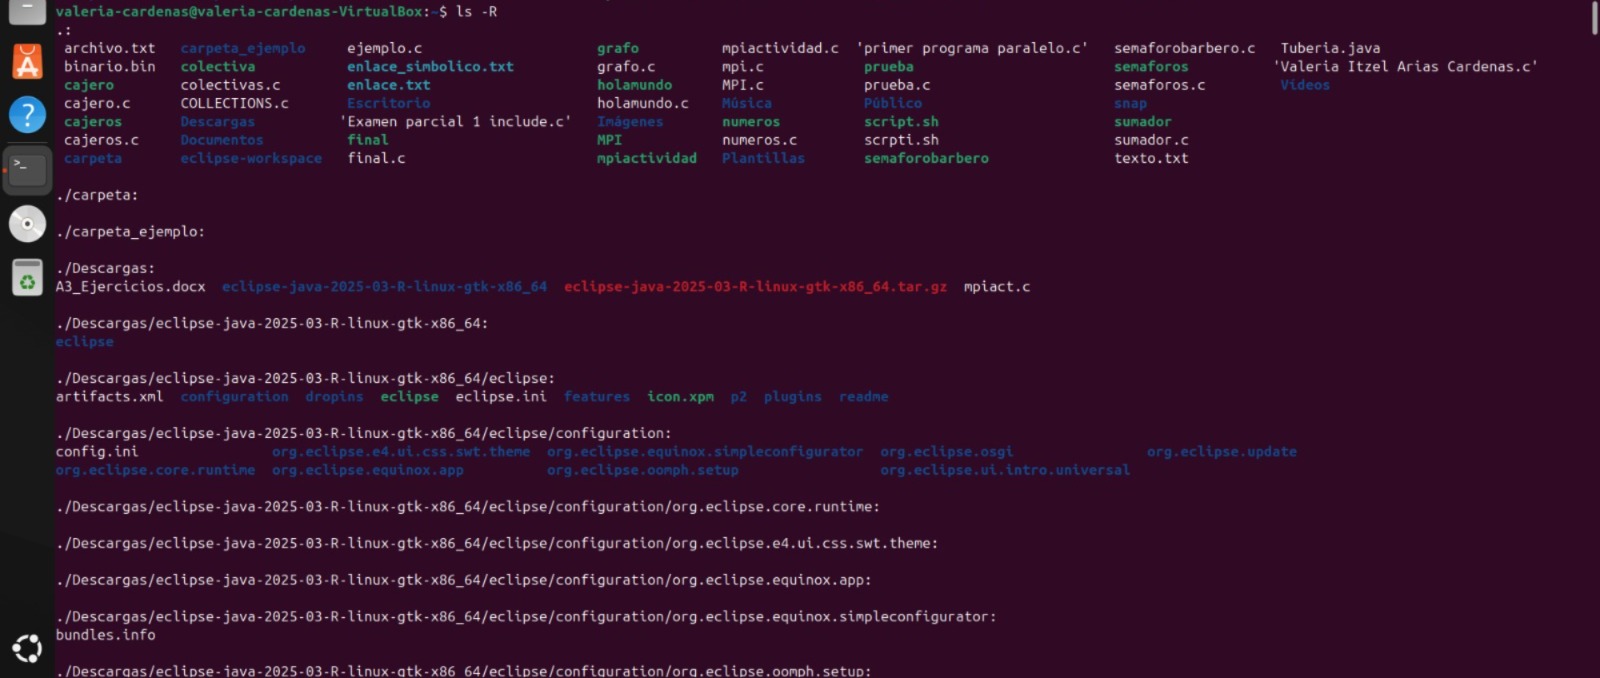 valeria-cardenas@valeria-cardenas-VirtualBox:~$ ls -R
.:
archivo.txt carpeta_ejemplo ejemplo.c grafo mpiactividad.c 'primer programa paralelo.c' semaforobarbero.c Tuberia.java
binario.bin colectiva enlace_simbolico.txt grafo.c mpi.c prueba semaforos 'Valeria Itzel Arias Cardenas.c'
cajero colectivas.c enlace.txt holamundo MPI.c prueba.c semaforos.c Vídeos
cajero.c COLLECTIONS.c Escritorio holamundo.c Música Público snap
cajeros Descargas 'Examen parcial 1 include.c' Imágenes numeros script.sh sumador
cajeros.c Documentos final MPI numeros.c scrpti.sh sumador.c
carpeta eclipse-workspace final.c mpiactividad Plantillas semaforobarbero texto.txt
./carpeta:
./carpeta_ejemplo:
./Descargas:
A3_Ejercicios.docx eclipse-java-2025-03-R-linux-gtk-x86_64 eclipse-java-2025-03-R-linux-gtk-x86_64.tar.gz mpiact.c
./Descargas/eclipse-java-2025-03-R-linux-gtk-x86_64:
eclipse
./Descargas/eclipse-java-2025-03-R-linux-gtk-x86_64/eclipse:
artifacts.xml configuration dropins eclipse eclipse.ini features icon.xpm p2 plugins readme
./Descargas/eclipse-java-2025-03-R-linux-gtk-x86_64/eclipse/configuration:
config.ini org.eclipse.e4.ui.css.swt.theme org.eclipse.equinox.simpleconfigurator org.eclipse.osgi org.eclipse.update
org.eclipse.core.runtime org.eclipse.equinox.app org.eclipse.oomph.setup org.eclipse.ui.intro.universal
./Descargas/eclipse-java-2025-03-R-linux-gtk-x86_64/eclipse/configuration/org.eclipse.core.runtime:
./Descargas/eclipse-java-2025-03-R-linux-gtk-x86_64/eclipse/configuration/org.eclipse.e4.ui.css.swt.theme:
./Descargas/eclipse-java-2025-03-R-linux-gtk-x86_64/eclipse/configuration/org.eclipse.equinox.app:
./Descargas/eclipse-java-2025-03-R-linux-gtk-x86_64/eclipse/configuration/org.eclipse.equinox.simpleconfigurator:
bundles.info
./Descargas/eclipse-java-2025-03-R-linux-gtk-x86_64/eclipse/configuration/org.eclipse.oomph.setup: